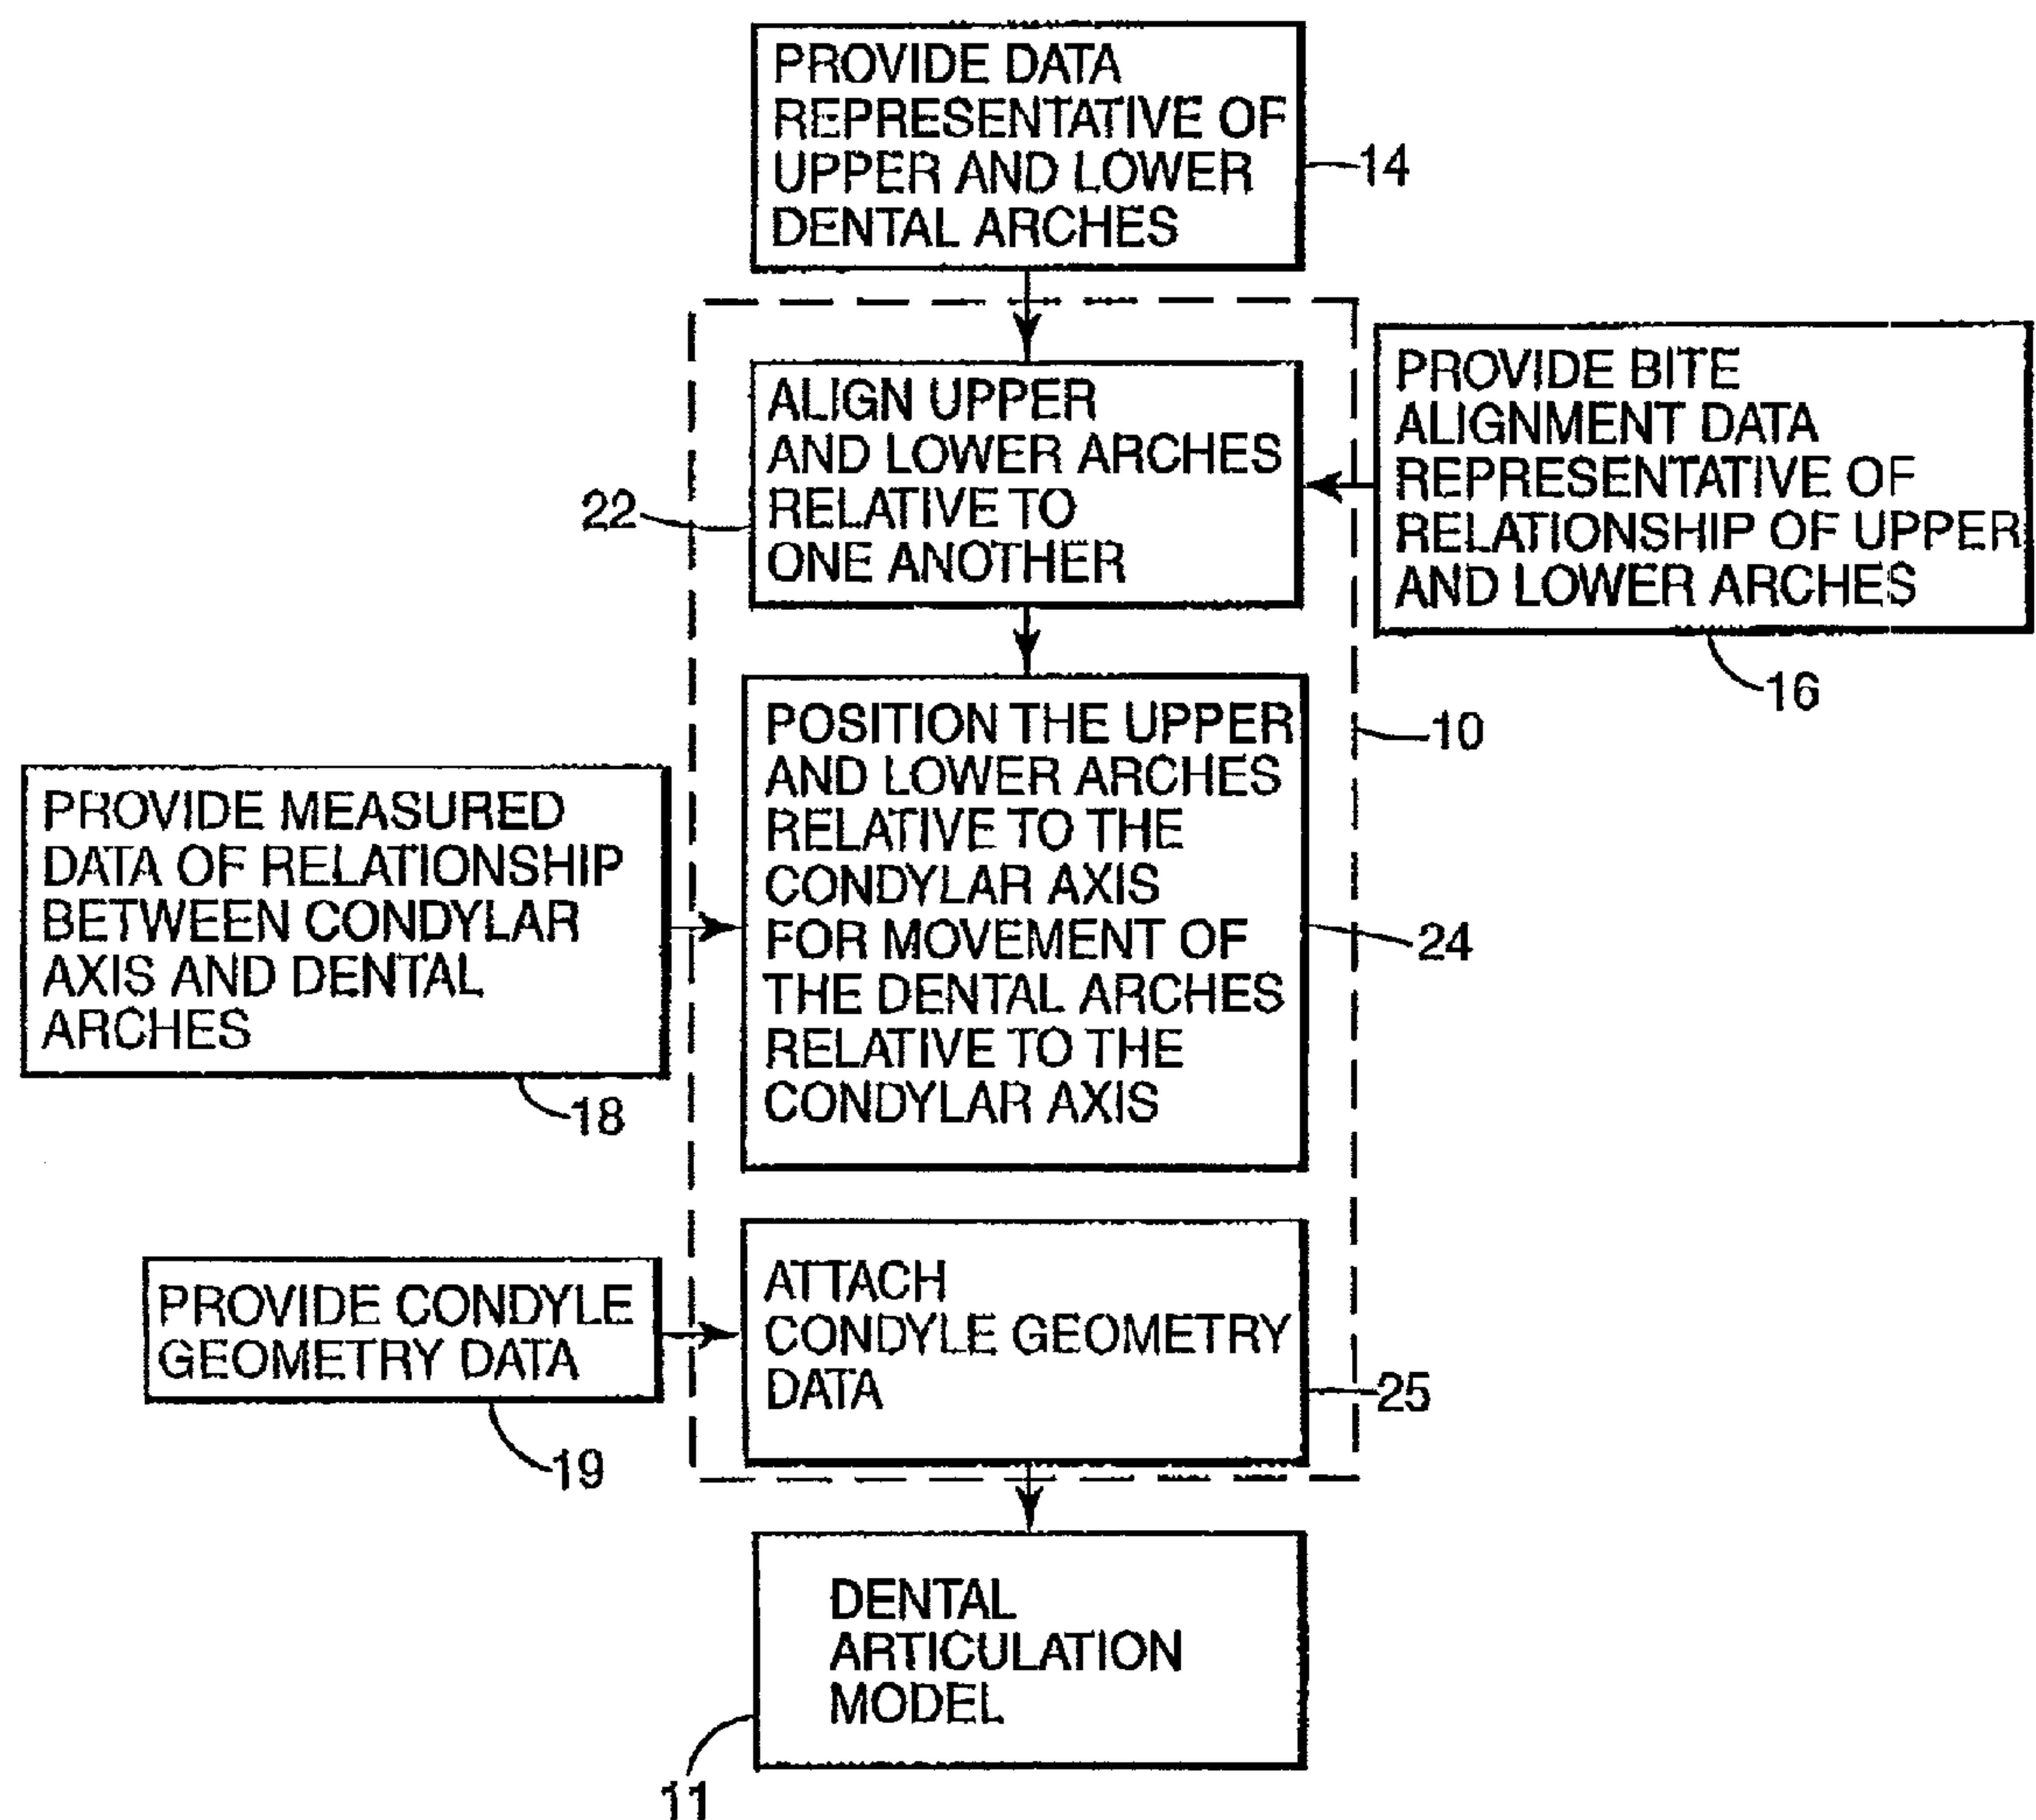 PROVIDE DATA
REPRESENTATIVE OF
UPPER AND LOWER
DENTAL ARCHES
14
ALIGN UPPER
AND LOWER ARCHES
RELATIVE TO
ONE ANOTHER
22
PROVIDE BITE
ALIGNMENT DATA
REPRESENTATIVE OF
RELATIONSHIP OF UPPER
AND LOWER ARCHES
16
10
POSITION THE UPPER
AND LOWER ARCHES
RELATIVE TO THE
CONDYLAR AXIS
FOR MOVEMENT OF
THE DENTAL ARCHES
RELATIVE TO THE
CONDYLAR AXIS
24
PROVIDE MEASURED
DATA OF RELATIONSHIP
BETWEEN CONDYLAR
AXIS AND DENTAL
ARCHES
18
PROVIDE CONDYLE
GEOMETRY DATA
19
ATTACH
CONDYLE GEOMETRY
DATA
25
DENTAL
ARTICULATION
MODEL
11